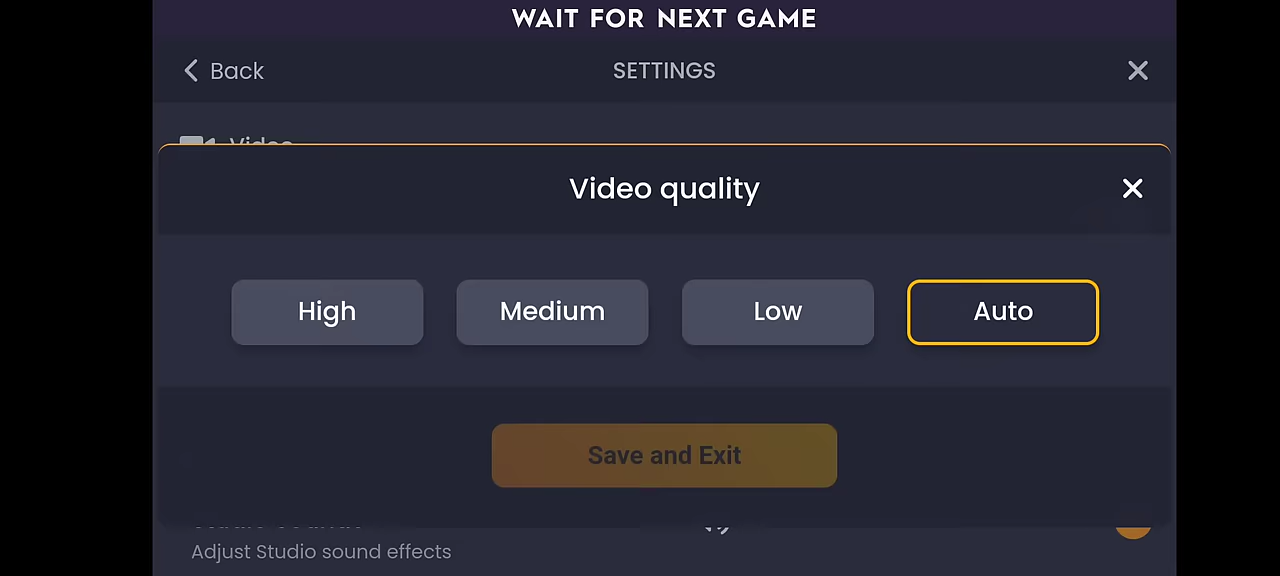 WAIT FOR NEXT GAME
Back
SETTINGS
Video
Video quality
High
Medium
Low
Auto
Save and Exit
Adjust Studio sound effects